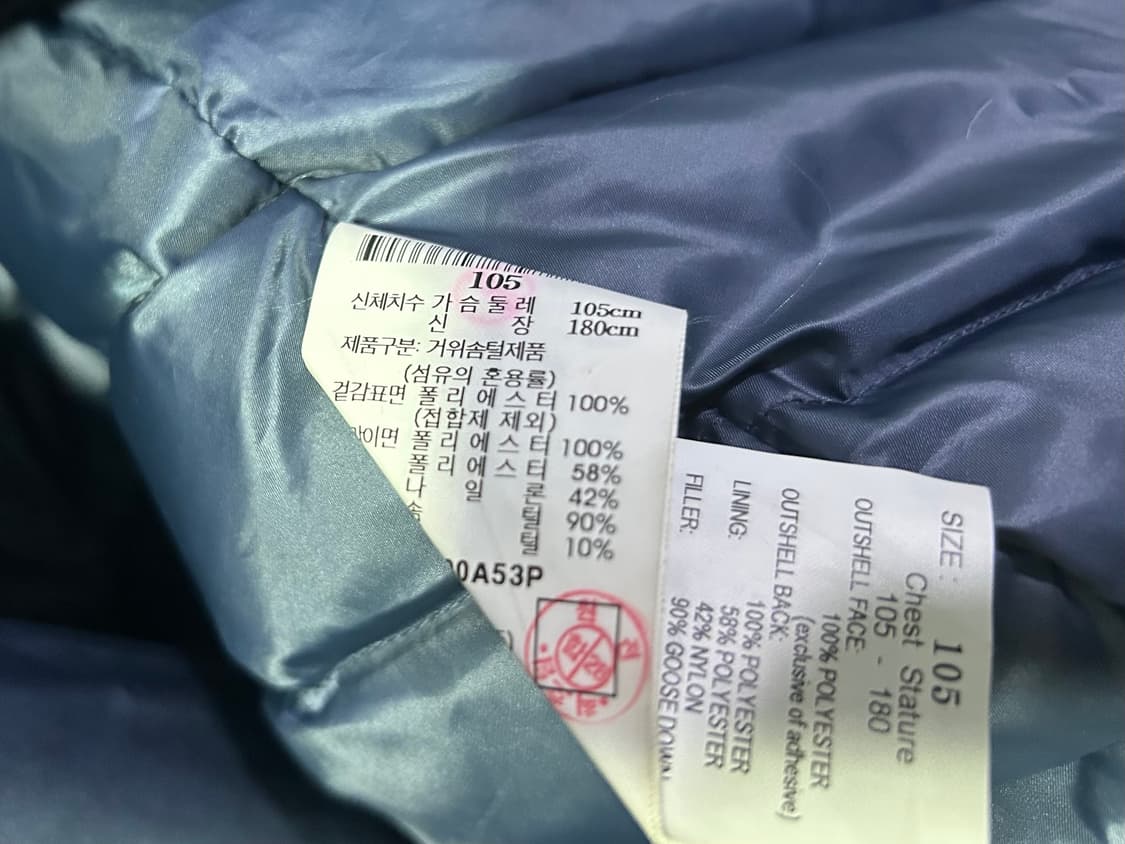 105
신체치수 가 슴 둘 레 105cm
신 장 180cm
제품구분: 거위솜털제품
(섬유의 혼용률)
겉감표면 폴 리 에 스 터 100%
(접합제 제외)
이면 폴 리 에 스 터 100%
폴 리 에 스 터 58%
나 일 론 42%
솜 털 90%
털 10%
00A53P
SIZE : 105
Chest Stature
105 - 180
OUTSHELL FACE:
100% POLYESTER
(exclusive of adhesive)
OUTSHELL BACK:
100% POLYESTER
LINING:
58% POLYESTER
42% NYLON
FILLER:
90% GOOSE DOWN